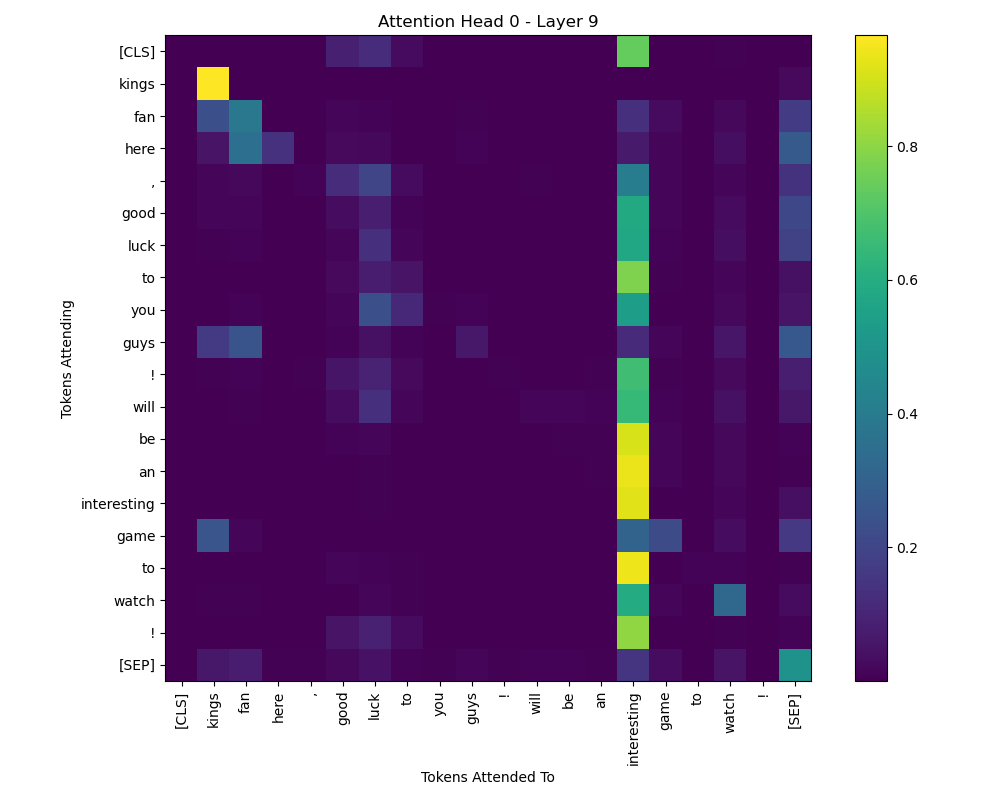 Attention Head 0 - Layer 9
[CLS]
kings
fan
here
,
good
luck
to
you
guys
!
will
be
an
interesting
game
to
watch
!
[SEP]
Tokens Attending
[CLS]
kings
fan
here
,
good
luck
to
you
guys
!
will
be
an
interesting
game
to
watch
!
[SEP]
Tokens Attended To
0.8
0.6
0.4
0.2